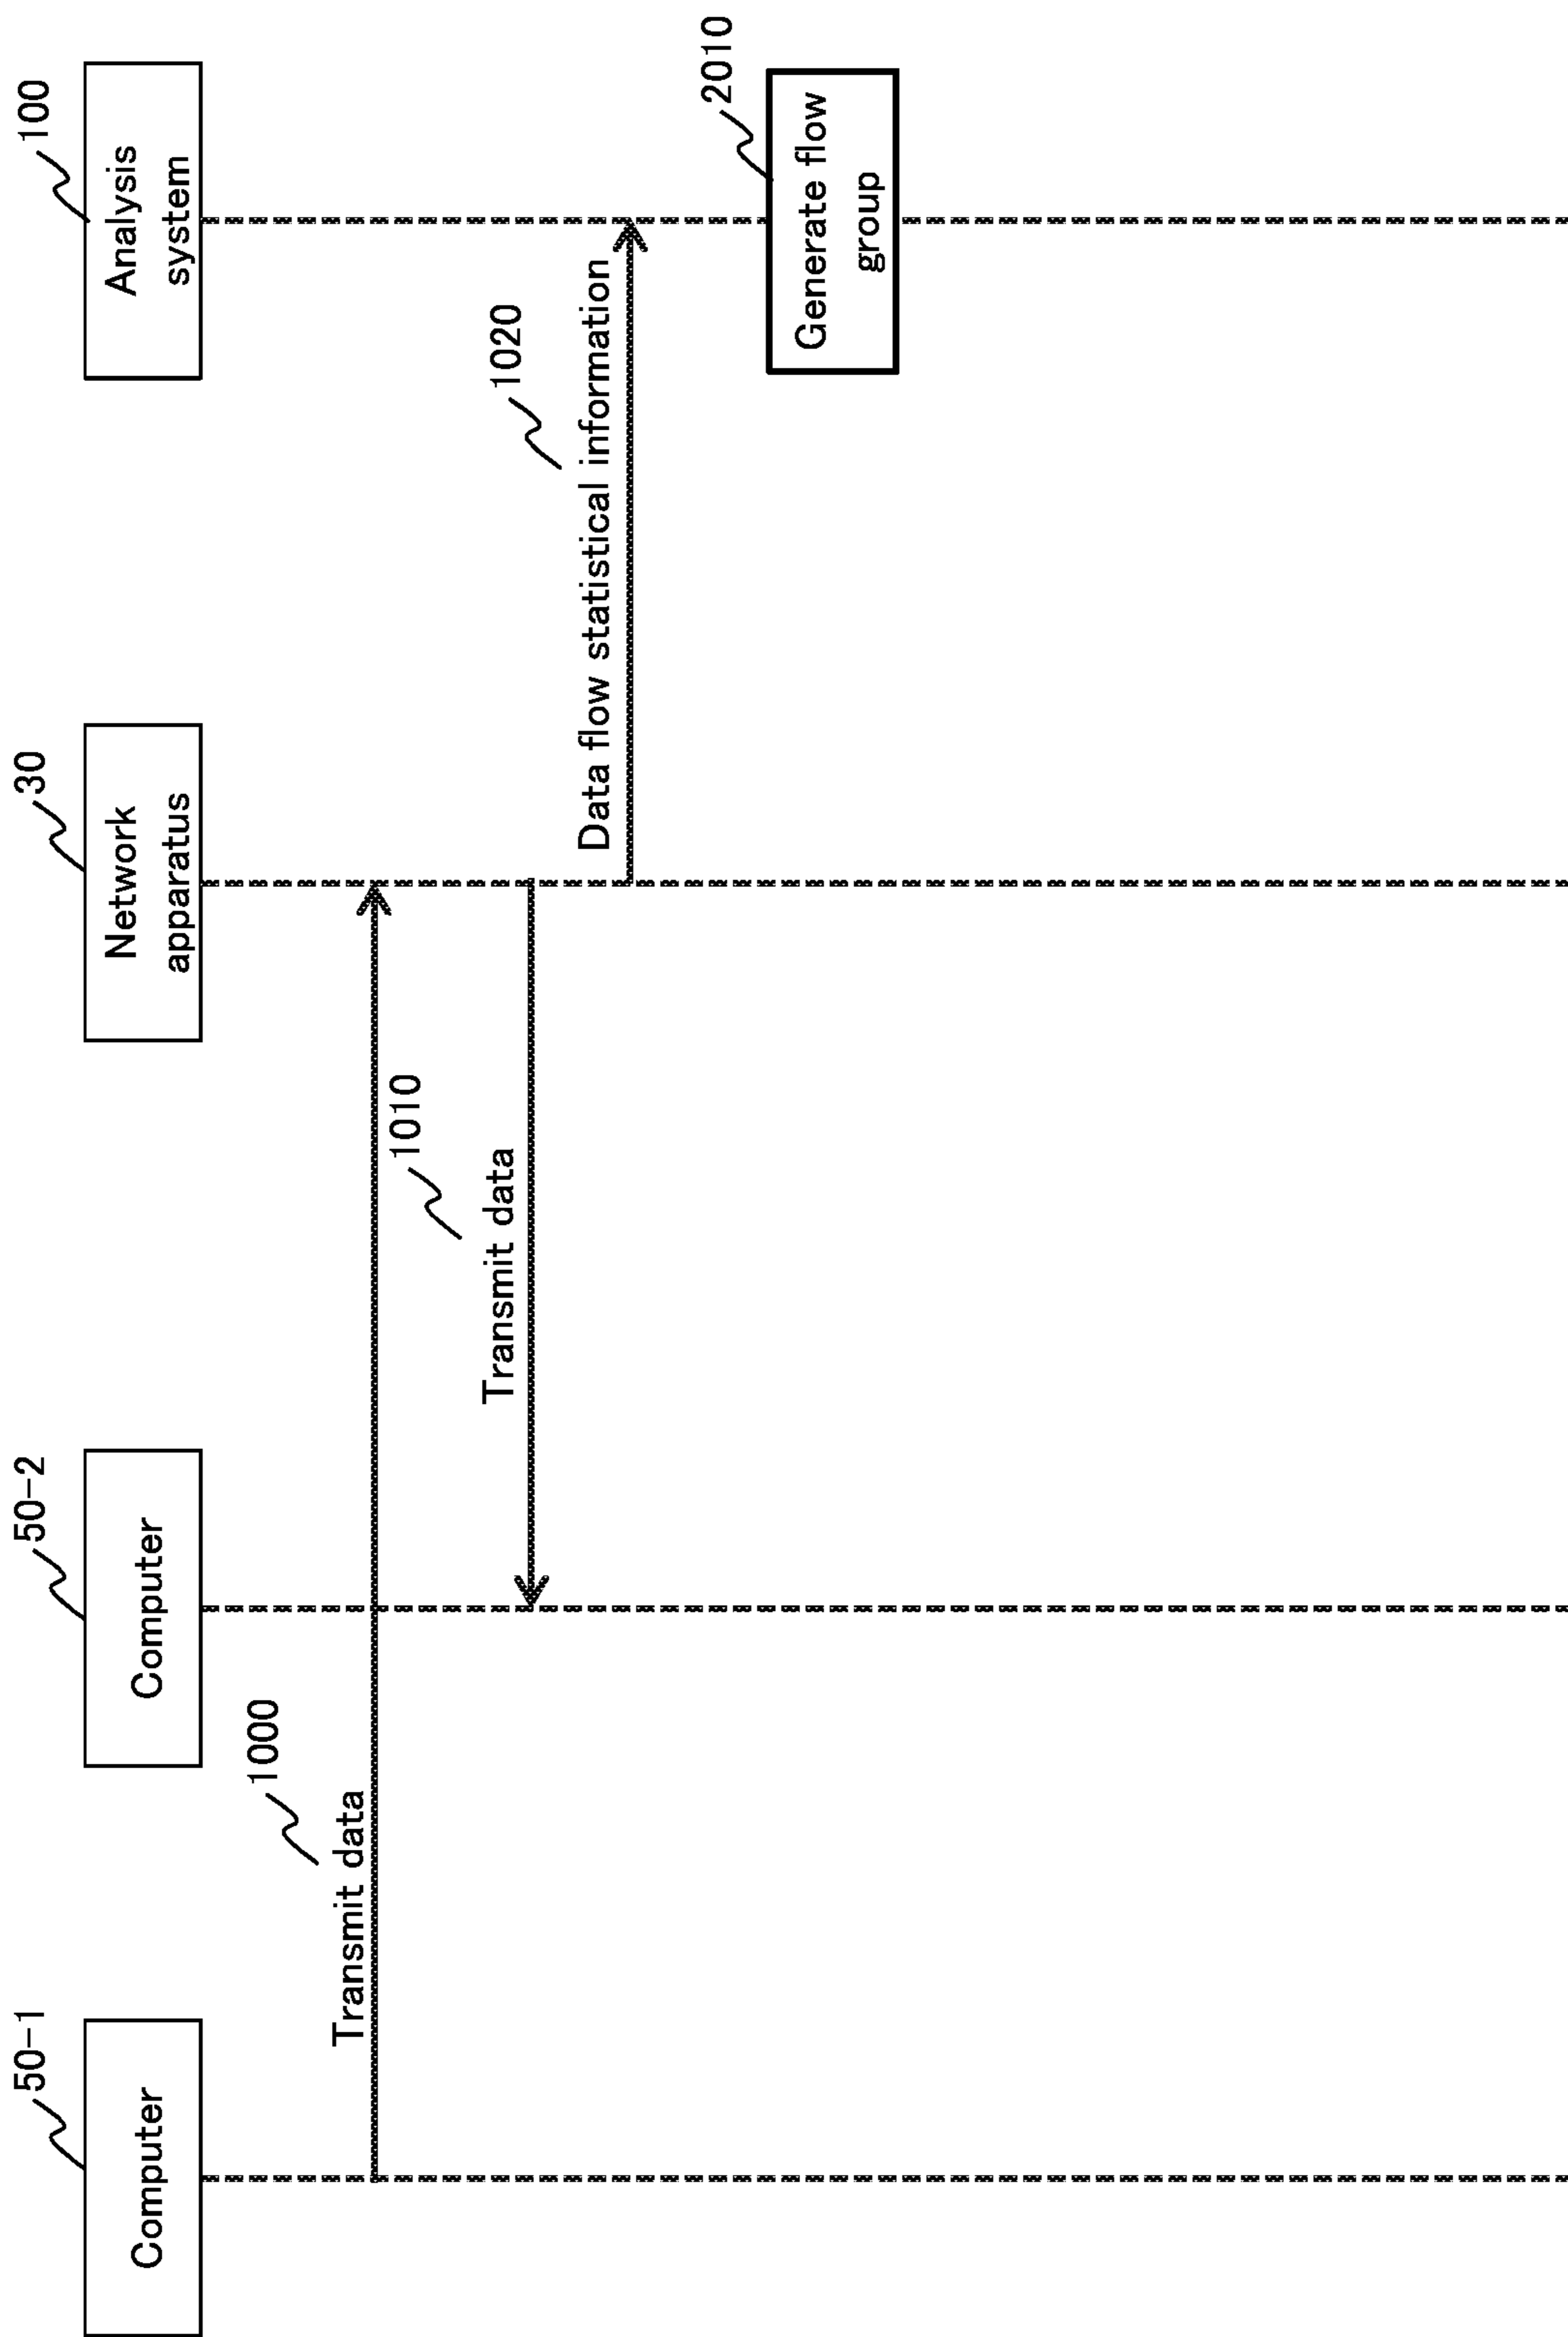 50-1
Computer
50-2
Computer
30
Network
apparatus
100
Analysis
system
1000
Transmit data
1010
Transmit data
1020
Data flow statistical information
2010
Generate flow
group